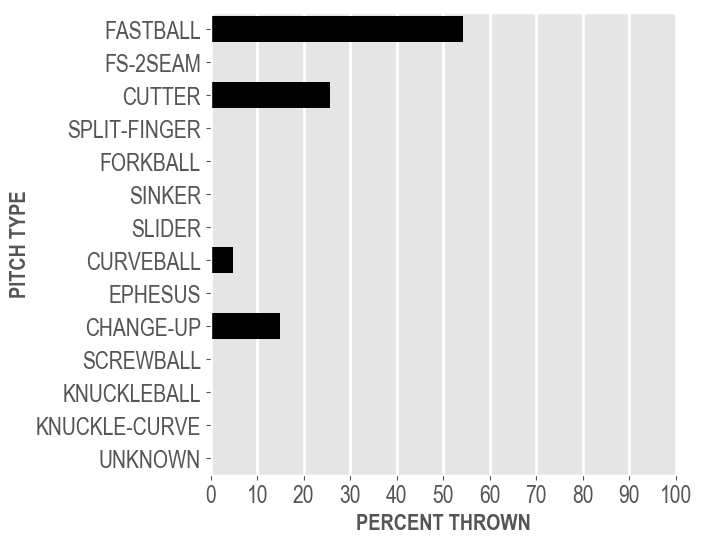 FASTBALL
FS-2SEAM
CUTTER
SPLIT-FINGER
FORKBALL
SINKER
SLIDER
CURVEBALL
EPHESUS
CHANGE-UP
SCREWBALL
KNUCKLEBALL
KNUCKLE-CURVE
UNKNOWN
PITCH TYPE
0 10 20 30 40 50 60 70 80 90 100
PERCENT THROWN